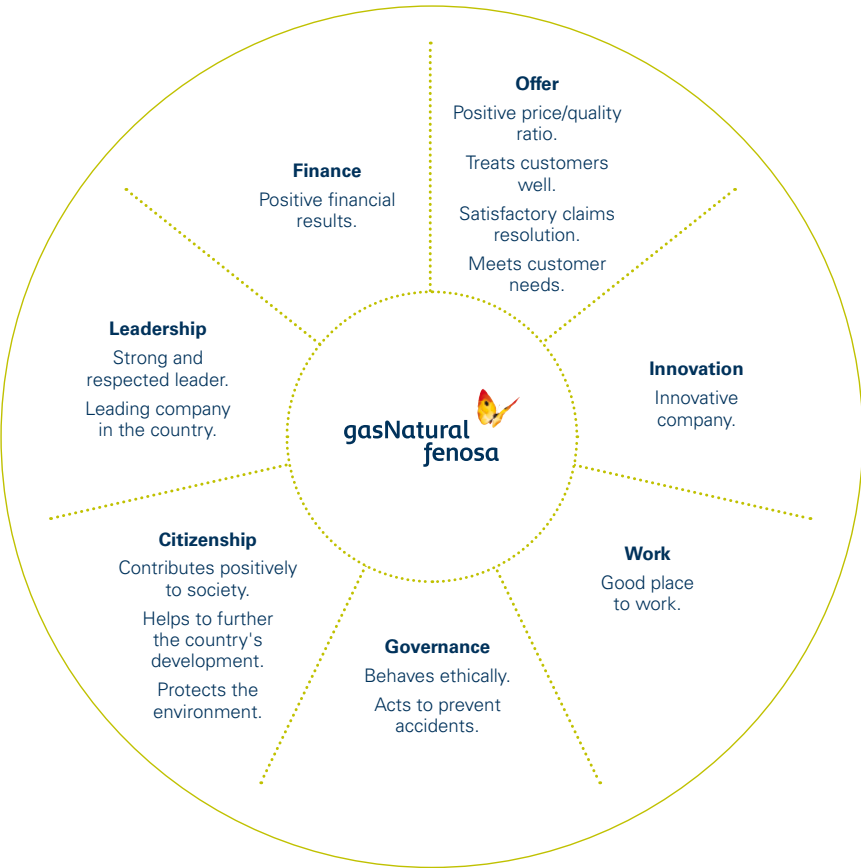 Offer
Positive price/quality
ratio.
Treats customers
well.
Satisfactory claims
resolution.
Meets customer
needs.
Innovation
Innovative
company.
Work
Good place
to work.
Governance
Behaves ethically.
Acts to prevent
accidents.
Citizenship
Contributes positively
to society.
Helps to further
the country's
development.
Protects the
environment.
Leadership
Strong and
respected leader.
Leading company
in the country.
Finance
Positive financial
results.
gasNatural
fenosa